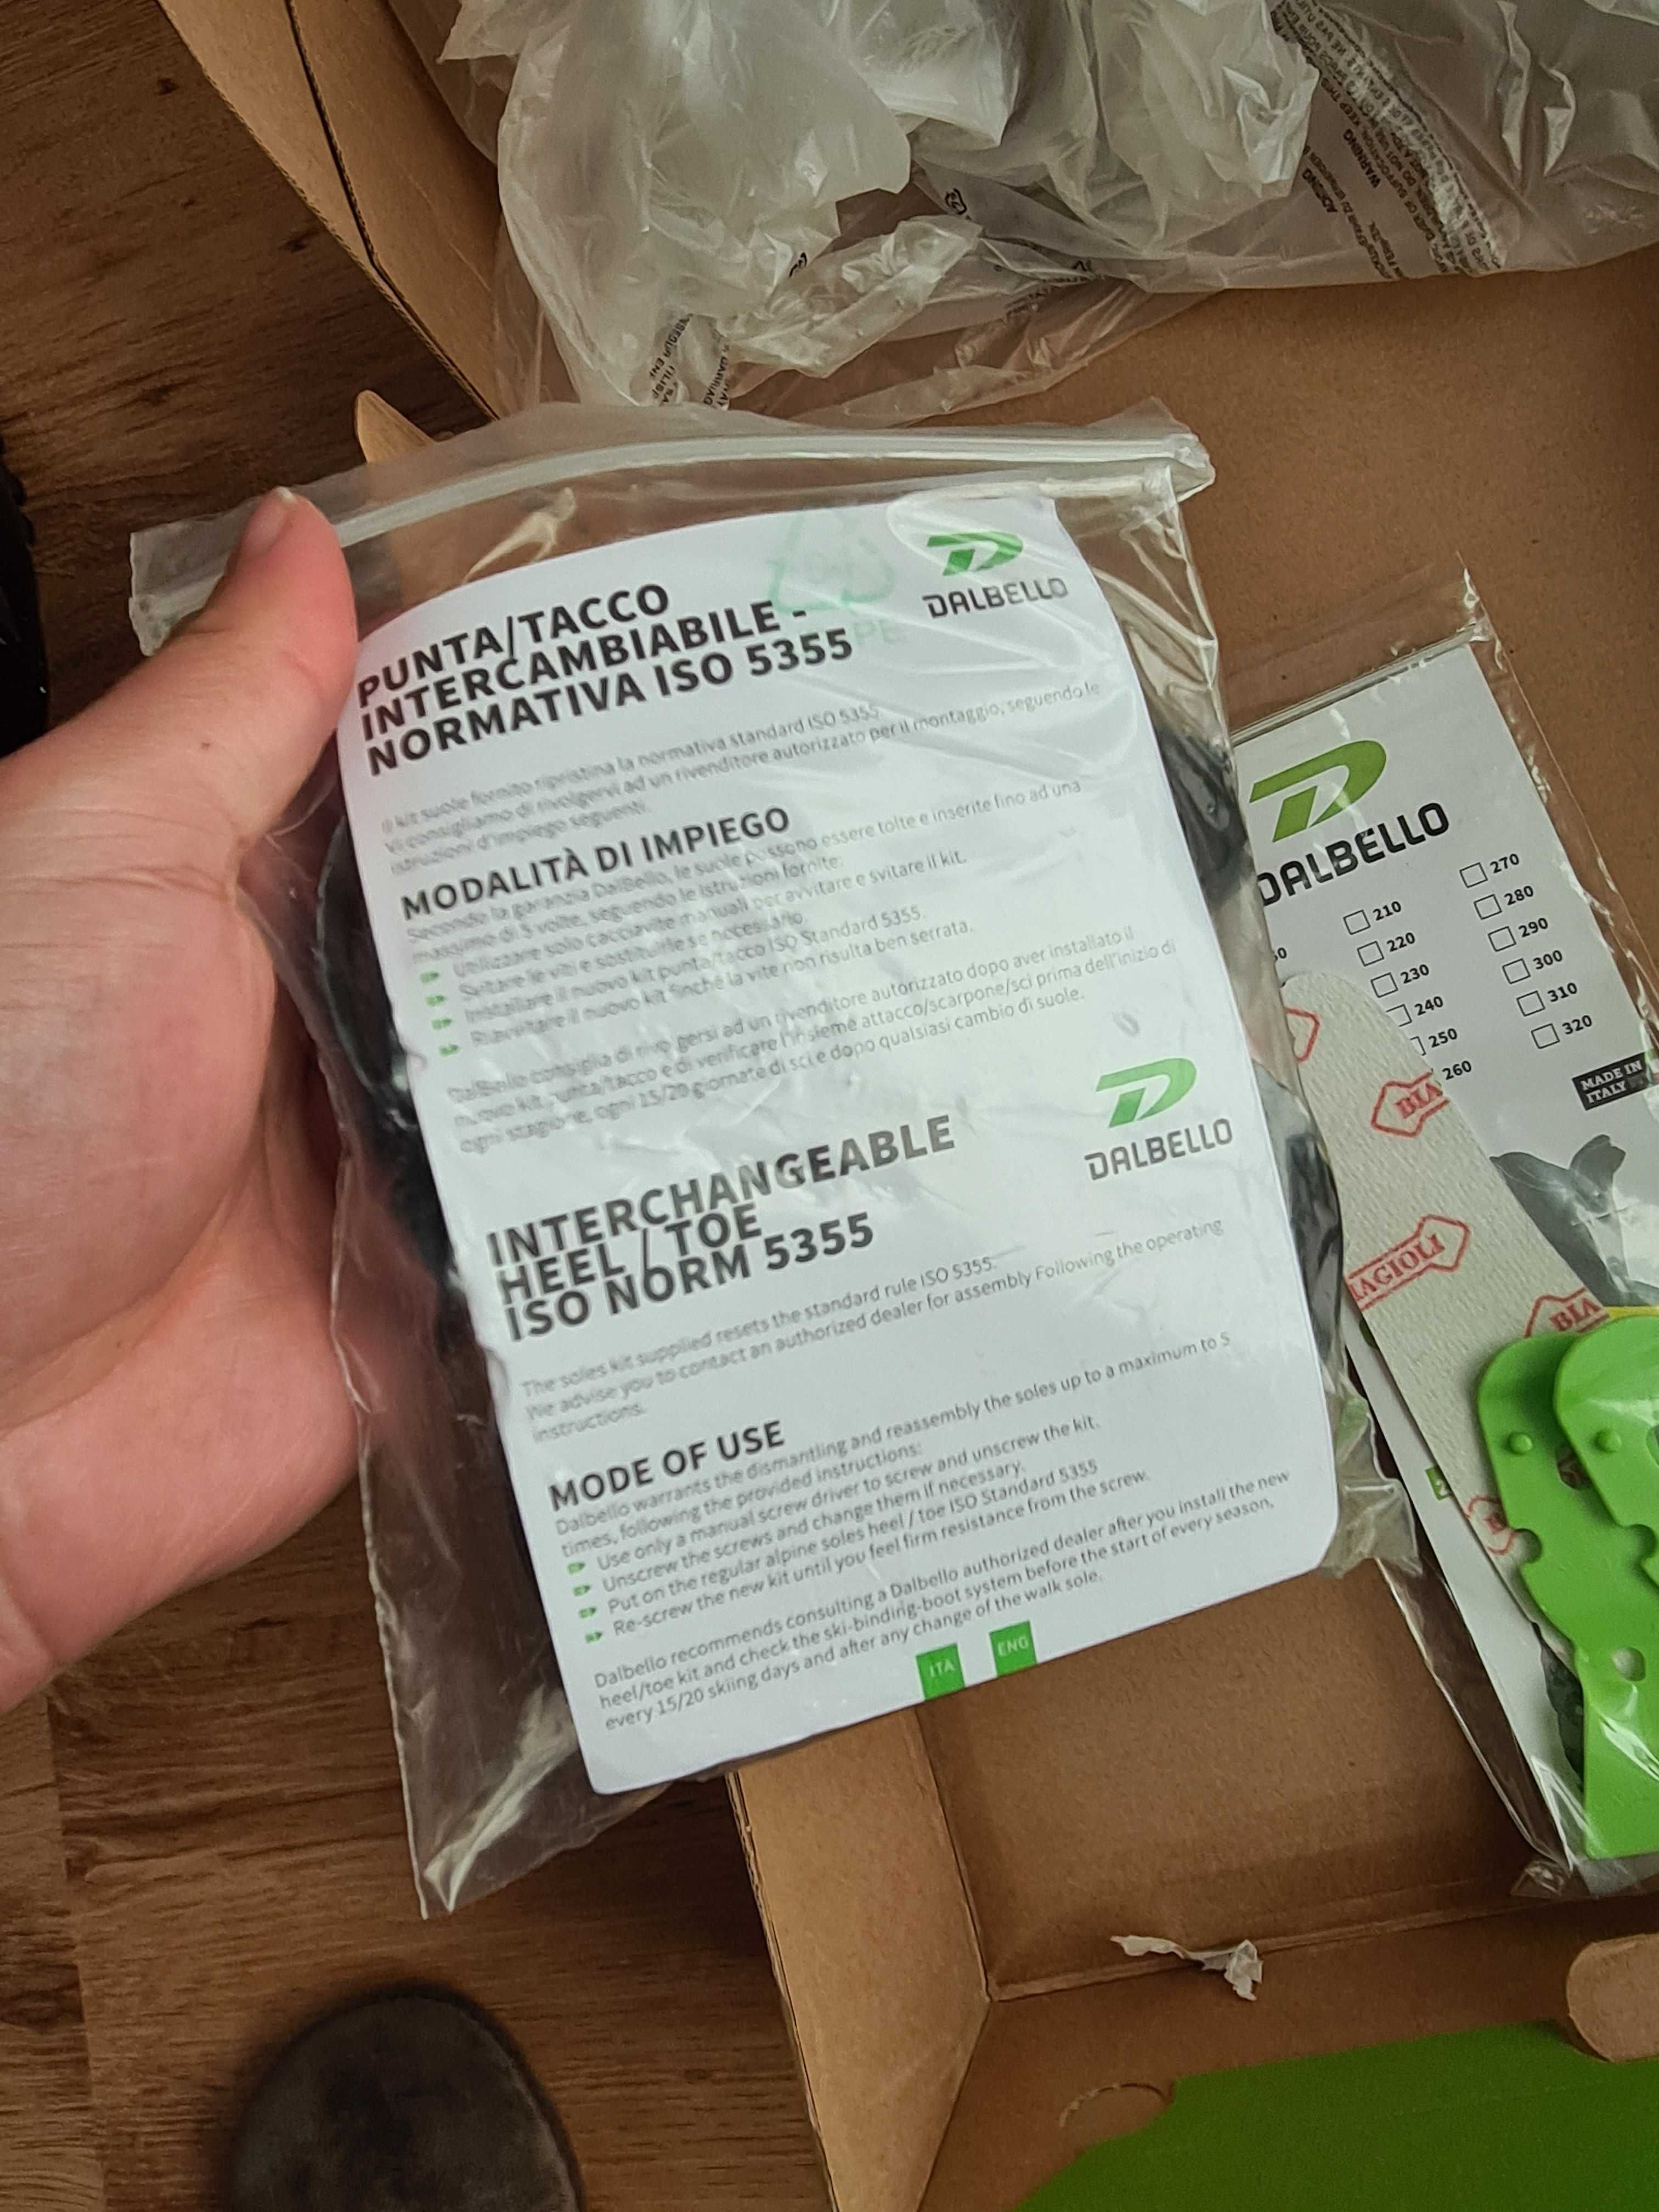 PUNTA/TACCO
INTERCAMBIABILE -
NORMATIVA ISO 5355
DALBELLO
Il kit suole fornito ripristina la normativa standard ISO 5355.
Vi consigliamo di rivolgervi ad un rivenditore autorizzato per il montaggio, seguendo le
istruzioni d'impiego seguenti.
MODALITÀ DI IMPIEGO
Secondo la garanzia DalBello, le suole possono essere tolte e inserite fino ad una
massimo di 5 volte, seguendo le istruzioni fornite:
Utilizzare solo cacciavite manuali per avvitare e svitare il kit.
Svitare le viti e sostituirle se necessario.
Installare il nuovo kit punta/tacco ISO Standard 5355.
Riavvitare il nuovo kit finché la vite non risulta ben serrata.
DalBello consiglia di rivolgersi ad un rivenditore autorizzato dopo aver installato il
nuovo kit punta/tacco e di verificare l'insieme attacco/scarpone/sci prima dell'inizio di
ogni stagione, ogni 15/20 giornate di sci e dopo qualsiasi cambio di suole.
INTERCHANGEABLE
HEEL / TOE
ISO NORM 5355
DALBELLO
The soles kit supplied resets the standard rule ISO 5355.
We advise you to contact an authorized dealer for assembly Following the operating
instructions.
MODE OF USE
Dalbello warrants the dismantling and reassembly the soles up to a maximum to 5
times, following the provided instructions:
Use only a manual screw driver to screw and unscrew the kit.
Unscrew the screws and change them if necessary.
Put on the regular alpine soles heel / toe ISO Standard 5355
Re-screw the new kit until you feel firm resistance from the screw.
Dalbello recommends consulting a Dalbello authorized dealer after you install the new
heel/toe kit and check the ski-binding-boot system before the start of every season,
every 15/20 skiing days and after any change of the walk sole.
ITA ENG
DALBELLO
210 270
220 280
230 290
240 300
250 310
260 320
MADE IN
ITALY
WARNING